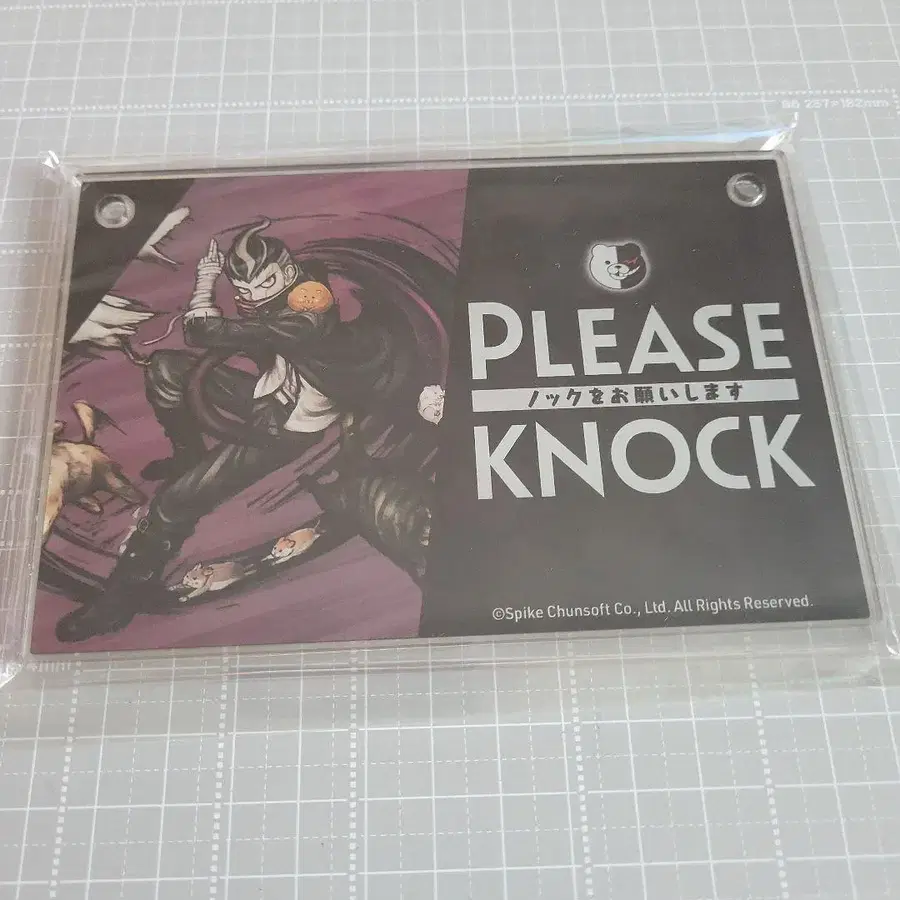 B5 257×182mm
PLEASE
ノックをお願いします
KNOCK
©Spike Chunsoft Co., Ltd. All Rights Reserved.